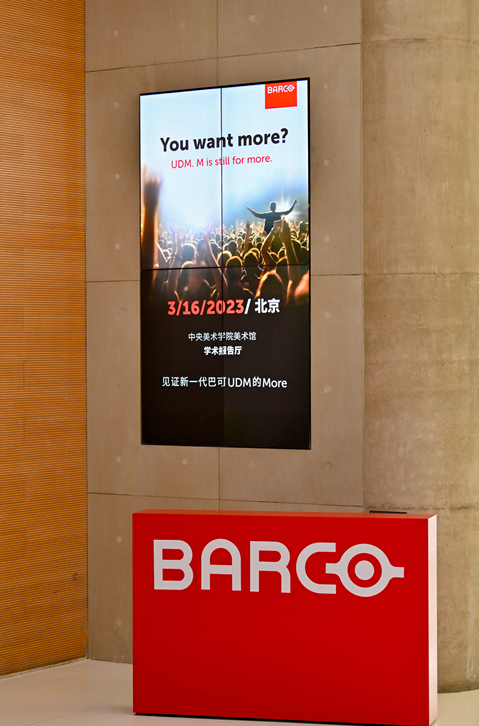 BARCO
You want more?
UDM. M is still for more.
3/16/2023/ 北京
中央美术学院美术馆
学术报告厅
见证新一代巴可UDM的More
BARCO